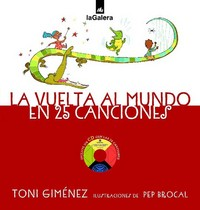 laGalera
LA VUELTA AL MUNDO
EN 25 CANCIONES
TONI GIMÉNEZ ILUSTRACIONES DE PEP BROCAL